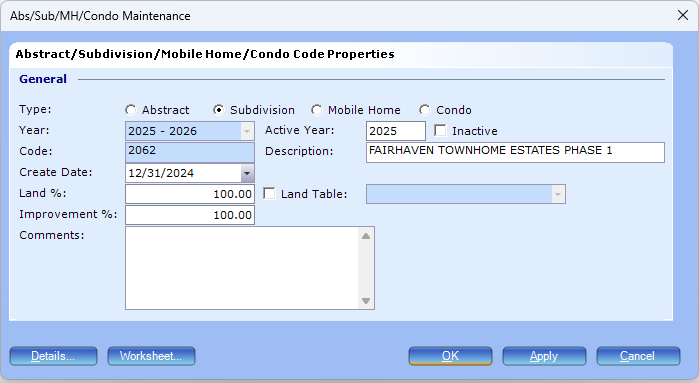 Abs/Sub/MH/Condo Maintenance
Abstract/Subdivision/Mobile Home/Condo Code Properties
General
Type: Abstract Subdivision Mobile Home Condo
Year: 2025 - 2026 Active Year: 2025 Inactive
Code: 2062 Description: FAIRHAVEN TOWNHOME ESTATES PHASE 1
Create Date: 12/31/2024
Land %: 100.00 Land Table:
Improvement %: 100.00
Comments:
Details... Worksheet... OK Apply Cancel